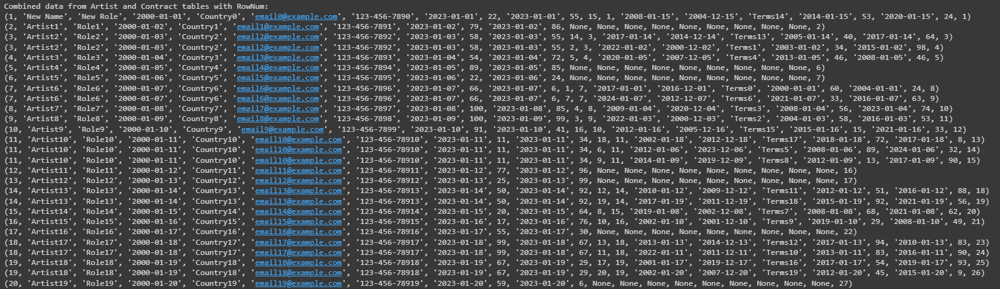 Combined data from Artist and Contract tables with RowNum:
(1, 'New Name', 'New Role', '2000-01-01', 'Country0', 'email0@example.com', '123-456-7890', '2023-01-01', 22, '2023-01-01', 55, 15, 1, '2008-01-15', '2004-12-15', 'Terms14', '2014-01-15', 53, '2020-01-15', 24, 1)
(2, 'Artist1', 'Role1', '2000-01-02', 'Country1', 'email1@example.com', '123-456-7891', '2023-01-02', 79, '2023-01-02', 86, None, None, None, None, None, None, None, None, None, 2)
(3, 'Artist2', 'Role2', '2000-01-03', 'Country2', 'email2@example.com', '123-456-7892', '2023-01-03', 58, '2023-01-03', 55, 14, 3, '2017-01-14', '2014-12-14', 'Terms13', '2005-01-14', 40, '2017-01-14', 64, 3)
(3, 'Artist2', 'Role2', '2000-01-03', 'Country2', 'email2@example.com', '123-456-7892', '2023-01-03', 58, '2023-01-03', 55, 2, 3, '2022-01-02', '2000-12-02', 'Terms1', '2003-01-02', 34, '2015-01-02', 98, 4)
(4, 'Artist3', 'Role3', '2000-01-04', 'Country3', 'email3@example.com', '123-456-7893', '2023-01-04', 54, '2023-01-04', 72, 5, 4, '2020-01-05', '2007-12-05', 'Terms4', '2013-01-05', 46, '2008-01-05', 46, 5)
(5, 'Artist4', 'Role4', '2000-01-05', 'Country4', 'email4@example.com', '123-456-7894', '2023-01-05', 89, '2023-01-05', 85, None, None, None, None, None, None, None, None, None, 6)
(6, 'Artist5', 'Role5', '2000-01-06', 'Country5', 'email5@example.com', '123-456-7895', '2023-01-06', 22, '2023-01-06', 24, None, None, None, None, None, None, None, None, None, 7)
(7, 'Artist6', 'Role6', '2000-01-07', 'Country6', 'email6@example.com', '123-456-7896', '2023-01-07', 66, '2023-01-07', 6, 1, 7, '2017-01-01', '2016-12-01', 'Terms0', '2000-01-01', 60, '2004-01-01', 24, 8)
(7, 'Artist6', 'Role6', '2000-01-07', 'Country6', 'email6@example.com', '123-456-7896', '2023-01-07', 66, '2023-01-07', 6, 7, 7, '2024-01-07', '2012-12-07', 'Terms6', '2021-01-07', 33, '2016-01-07', 63, 9)
(8, 'Artist7', 'Role7', '2000-01-08', 'Country7', 'email7@example.com', '123-456-7897', '2023-01-08', 100, '2023-01-08', 85, 4, 8, '2009-01-04', '2020-12-04', 'Terms3', '2008-01-04', 56, '2023-01-04', 74, 10)
(9, 'Artist8', 'Role8', '2000-01-09', 'Country8', 'email8@example.com', '123-456-7898', '2023-01-09', 100, '2023-01-09', 99, 3, 9, '2022-01-03', '2000-12-03', 'Terms2', '2004-01-03', 58, '2016-01-03', 53, 11)
(10, 'Artist9', 'Role9', '2000-01-10', 'Country9', 'email9@example.com', '123-456-7899', '2023-01-10', 91, '2023-01-10', 41, 16, 10, '2012-01-16', '2005-12-16', 'Terms15', '2015-01-16', 15, '2021-01-16', 33, 12)
(11, 'Artist10', 'Role10', '2000-01-11', 'Country10', 'email10@example.com', '123-456-78910', '2023-01-11', 11, '2023-01-11', 34, 18, 11, '2002-01-18', '2012-12-18', 'Terms17', '2018-01-18', 72, '2017-01-18', 8, 13)
(11, 'Artist10', 'Role10', '2000-01-11', 'Country10', 'email10@example.com', '123-456-78910', '2023-01-11', 11, '2023-01-11', 34, 6, 11, '2012-01-06', '2023-12-06', 'Terms5', '2008-01-06', 89, '2024-01-06', 32, 14)
(11, 'Artist10', 'Role10', '2000-01-11', 'Country10', 'email10@example.com', '123-456-78910', '2023-01-11', 11, '2023-01-11', 34, 9, 11, '2014-01-09', '2019-12-09', 'Terms8', '2012-01-09', 13, '2017-01-09', 90, 15)
(12, 'Artist11', 'Role11', '2000-01-12', 'Country11', 'email11@example.com', '123-456-78911', '2023-01-12', 77, '2023-01-12', 96, None, None, None, None, None, None, None, None, None, 16)
(13, 'Artist12', 'Role12', '2000-01-13', 'Country12', 'email12@example.com', '123-456-78912', '2023-01-13', 25, '2023-01-13', 99, None, None, None, None, None, None, None, None, None, 17)
(14, 'Artist13', 'Role13', '2000-01-14', 'Country13', 'email13@example.com', '123-456-78913', '2023-01-14', 50, '2023-01-14', 92, 12, 14, '2010-01-12', '2009-12-12', 'Terms11', '2012-01-12', 51, '2016-01-12', 88, 18)
(14, 'Artist13', 'Role13', '2000-01-14', 'Country13', 'email13@example.com', '123-456-78913', '2023-01-14', 50, '2023-01-14', 92, 19, 14, '2017-01-19', '2011-12-19', 'Terms18', '2015-01-19', 92, '2021-01-19', 56, 19)
(15, 'Artist14', 'Role14', '2000-01-15', 'Country14', 'email14@example.com', '123-456-78914', '2023-01-15', 20, '2023-01-15', 64, 8, 15, '2019-01-08', '2002-12-08', 'Terms7', '2008-01-08', 68, '2021-01-08', 62, 20)
(16, 'Artist15', 'Role15', '2000-01-16', 'Country15', 'email15@example.com', '123-456-78915', '2023-01-16', 17, '2023-01-16', 76, 10, 16, '2002-01-10', '2001-12-10', 'Terms9', '2019-01-10', 29, '2008-01-10', 49, 21)
(17, 'Artist16', 'Role16', '2000-01-17', 'Country16', 'email16@example.com', '123-456-78916', '2023-01-17', 55, '2023-01-17', 30, None, None, None, None, None, None, None, None, None, 22)
(18, 'Artist17', 'Role17', '2000-01-18', 'Country17', 'email17@example.com', '123-456-78917', '2023-01-18', 99, '2023-01-18', 67, 13, 18, '2013-01-13', '2014-12-13', 'Terms12', '2017-01-13', 94, '2010-01-13', 83, 23)
(18, 'Artist17', 'Role17', '2000-01-18', 'Country17', 'email17@example.com', '123-456-78917', '2023-01-18', 99, '2023-01-18', 67, 11, 18, '2022-01-11', '2011-12-11', 'Terms10', '2013-01-11', 83, '2016-01-11', 90, 24)
(19, 'Artist18', 'Role18', '2000-01-19', 'Country18', 'email18@example.com', '123-456-78918', '2023-01-19', 67, '2023-01-19', 29, 17, 19, '2001-01-17', '2019-12-17', 'Terms16', '2017-01-17', 54, '2019-01-17', 93, 25)
(19, 'Artist18', 'Role18', '2000-01-19', 'Country18', 'email18@example.com', '123-456-78918', '2023-01-19', 67, '2023-01-19', 29, 20, 19, '2002-01-20', '2007-12-20', 'Terms19', '2012-01-20', 45, '2015-01-20', 9, 26)
(20, 'Artist19', 'Role19', '2000-01-20', 'Country19', 'email19@example.com', '123-456-78919', '2023-01-20', 59, '2023-01-20', 6, None, None, None, None, None, None, None, None, None, 27)